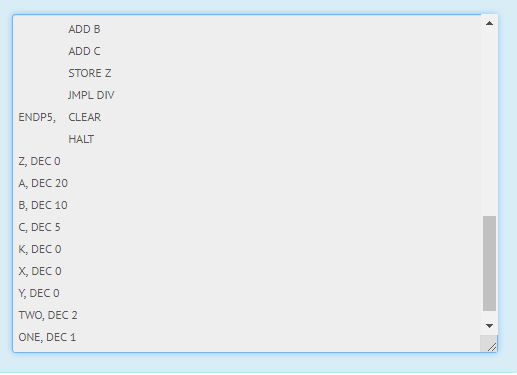 ADD B
ADD C
STORE Z
JMPL DIV
ENDP5, CLEAR
HALT
Z, DEC 0
A, DEC 20
B, DEC 10
C, DEC 5
K, DEC 0
X, DEC 0
Y, DEC 0
TWO, DEC 2
ONE, DEC 1